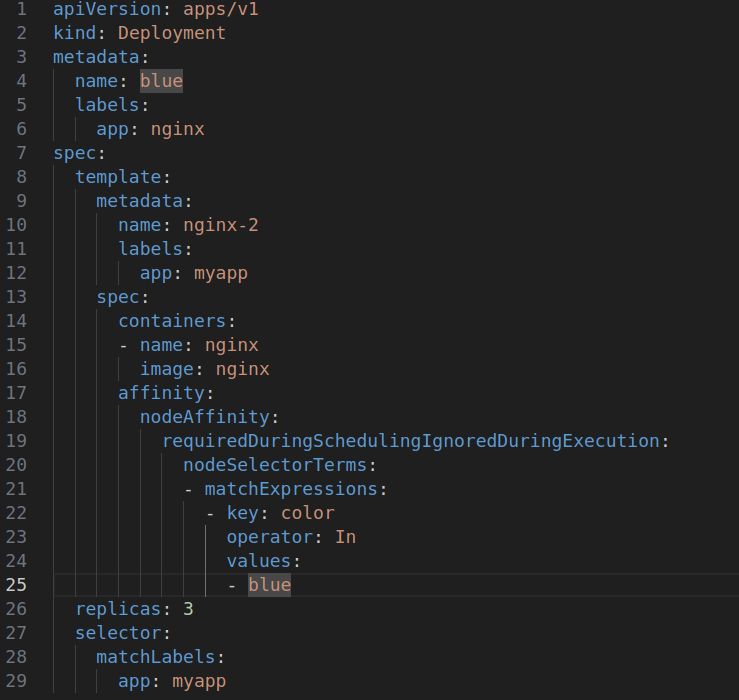 1 apiVersion: apps/v1
2 kind: Deployment
3 metadata:
4   name: blue
5   labels:
6     app: nginx
7 spec:
8   template:
9     metadata:
10       name: nginx-2
11       labels:
12         app: myapp
13     spec:
14       containers:
15       - name: nginx
16         image: nginx
17       affinity:
18         nodeAffinity:
19           requiredDuringSchedulingIgnoredDuringExecution:
20             nodeSelectorTerms:
21             - matchExpressions:
22               - key: color
23                 operator: In
24                 values:
25                 - blue
26   replicas: 3
27   selector:
28     matchLabels:
29       app: myapp